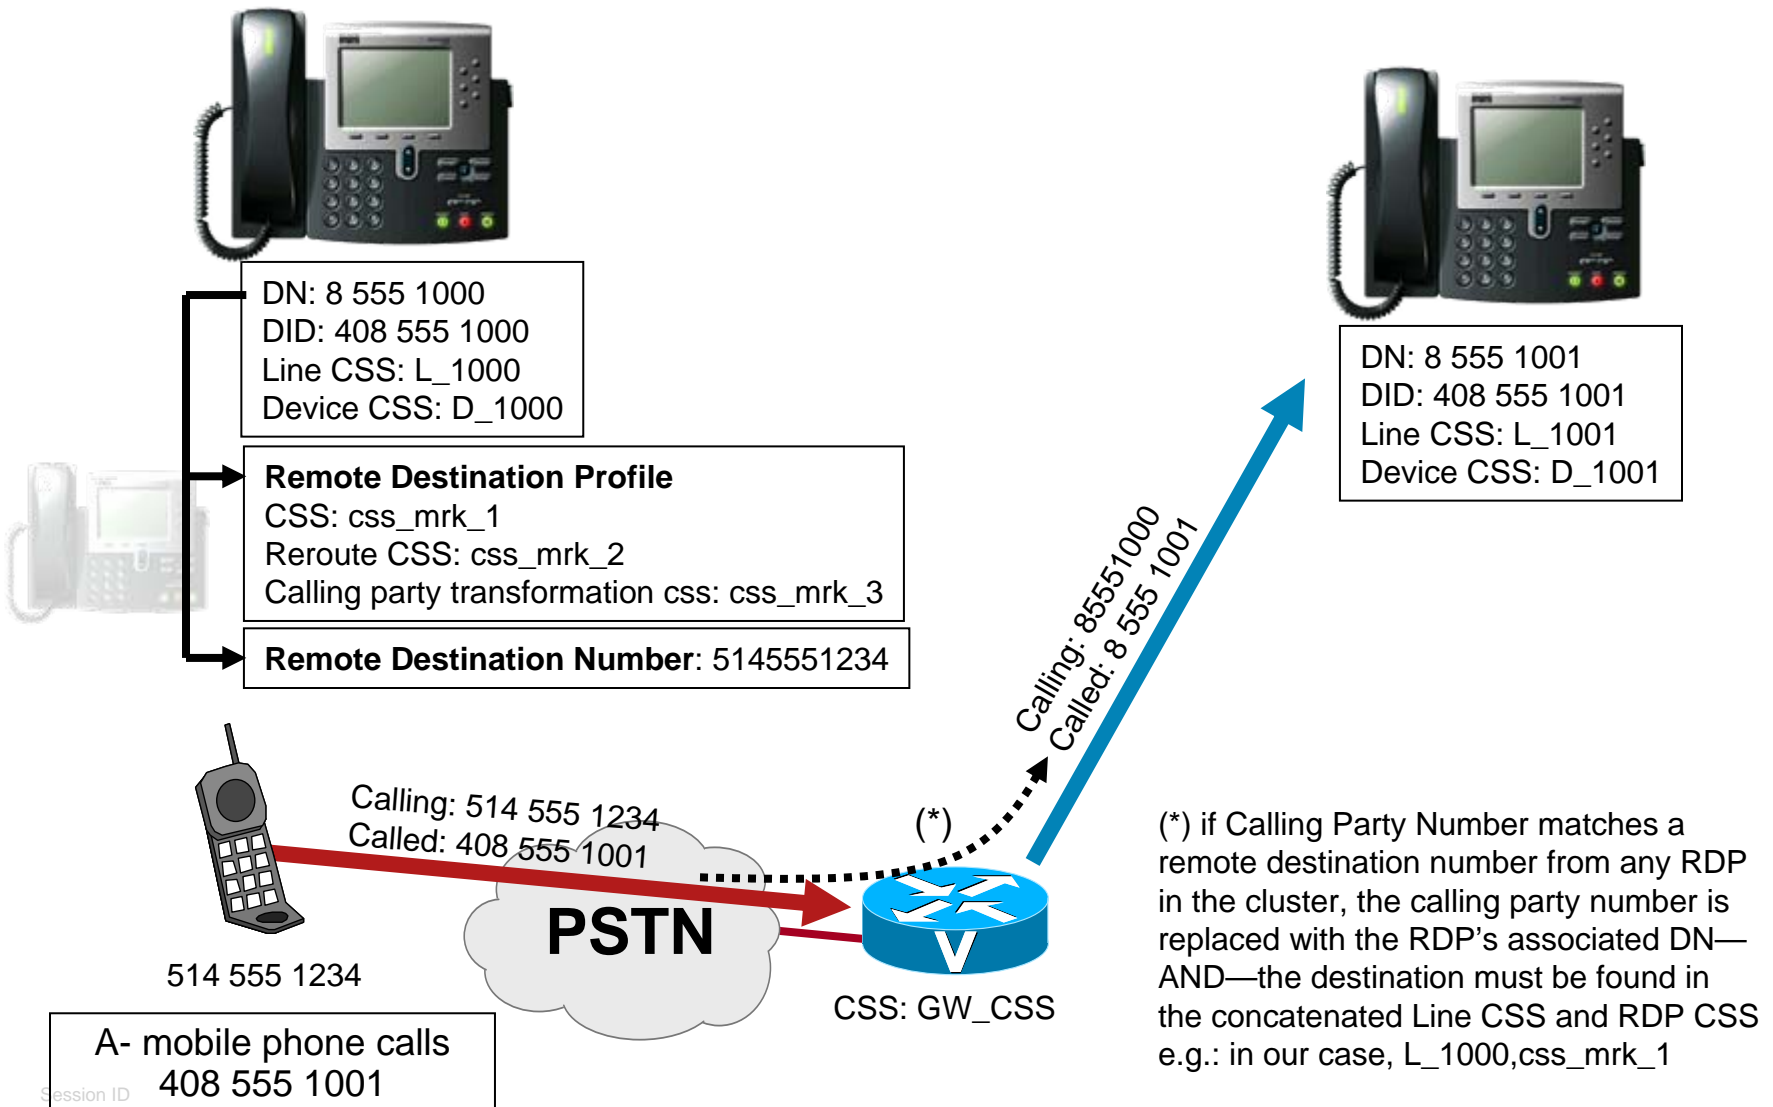 DN: 8 555 1000
DID: 408 555 1000
Line CSS: L_1000
Device CSS: D_1000
Remote Destination Profile
CSS: css_mrk_1
Reroute CSS: css_mrk_2
Calling party transformation css: css_mrk_3
Remote Destination Number: 5145551234
DN: 8 555 1001
DID: 408 555 1001
Line CSS: L_1001
Device CSS: D_1001
Calling: 85551000
Called: 8 555 1001
Calling: 514 555 1234
Called: 408 555 1001
(*)
PSTN
V
514 555 1234
CSS: GW_CSS
A- mobile phone calls
408 555 1001
(*) if Calling Party Number matches a
remote destination number from any RDP
in the cluster, the calling party number is
replaced with the RDP’s associated DN—
AND—the destination must be found in
the concatenated Line CSS and RDP CSS
e.g.: in our case, L_1000,css_mrk_1
Session ID